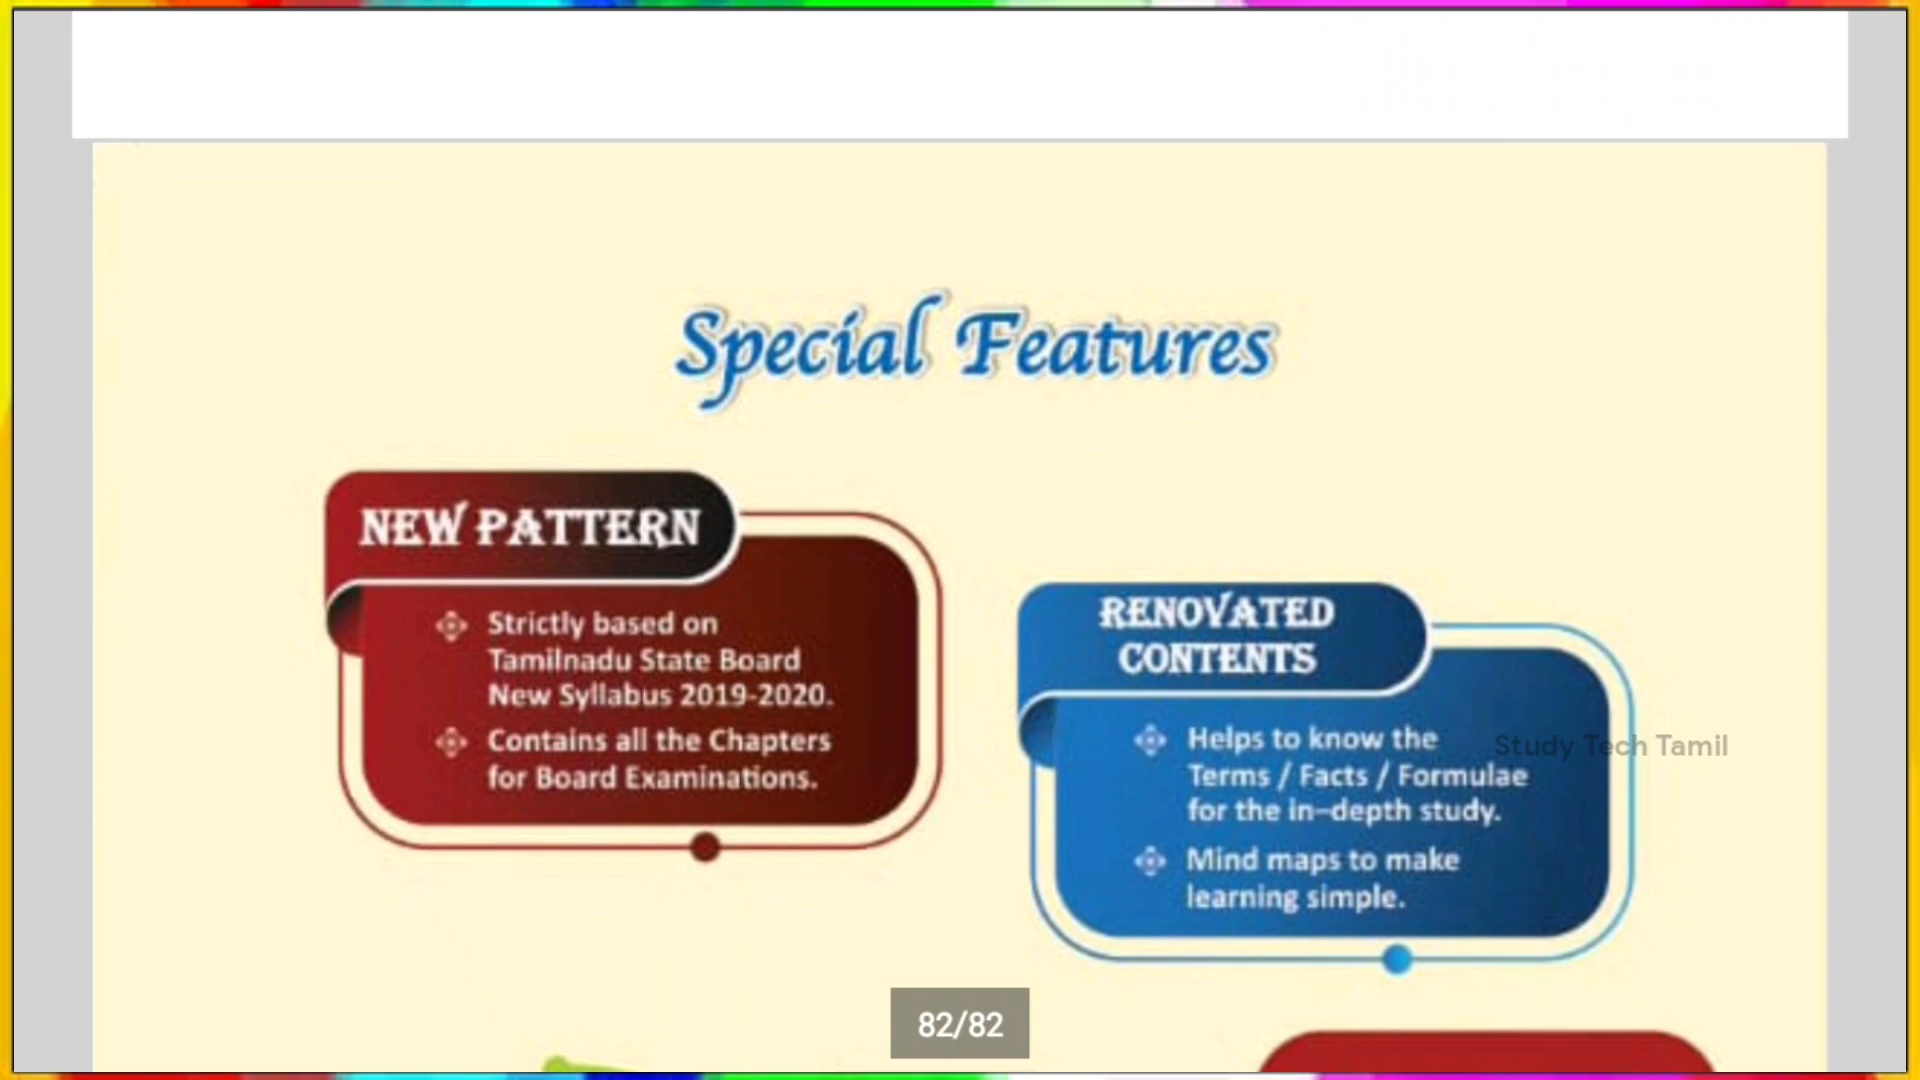 Special Features
NEW PATTERN
Strictly based on
Tamilnadu State Board
New Syllabus 2019-2020.
Contains all the Chapters
for Board Examinations.
RENOVATED
CONTENTS
Helps to know the
Terms / Facts / Formulae
for the in–depth study.
Mind maps to make
learning simple.
Study Tech Tamil
82/82